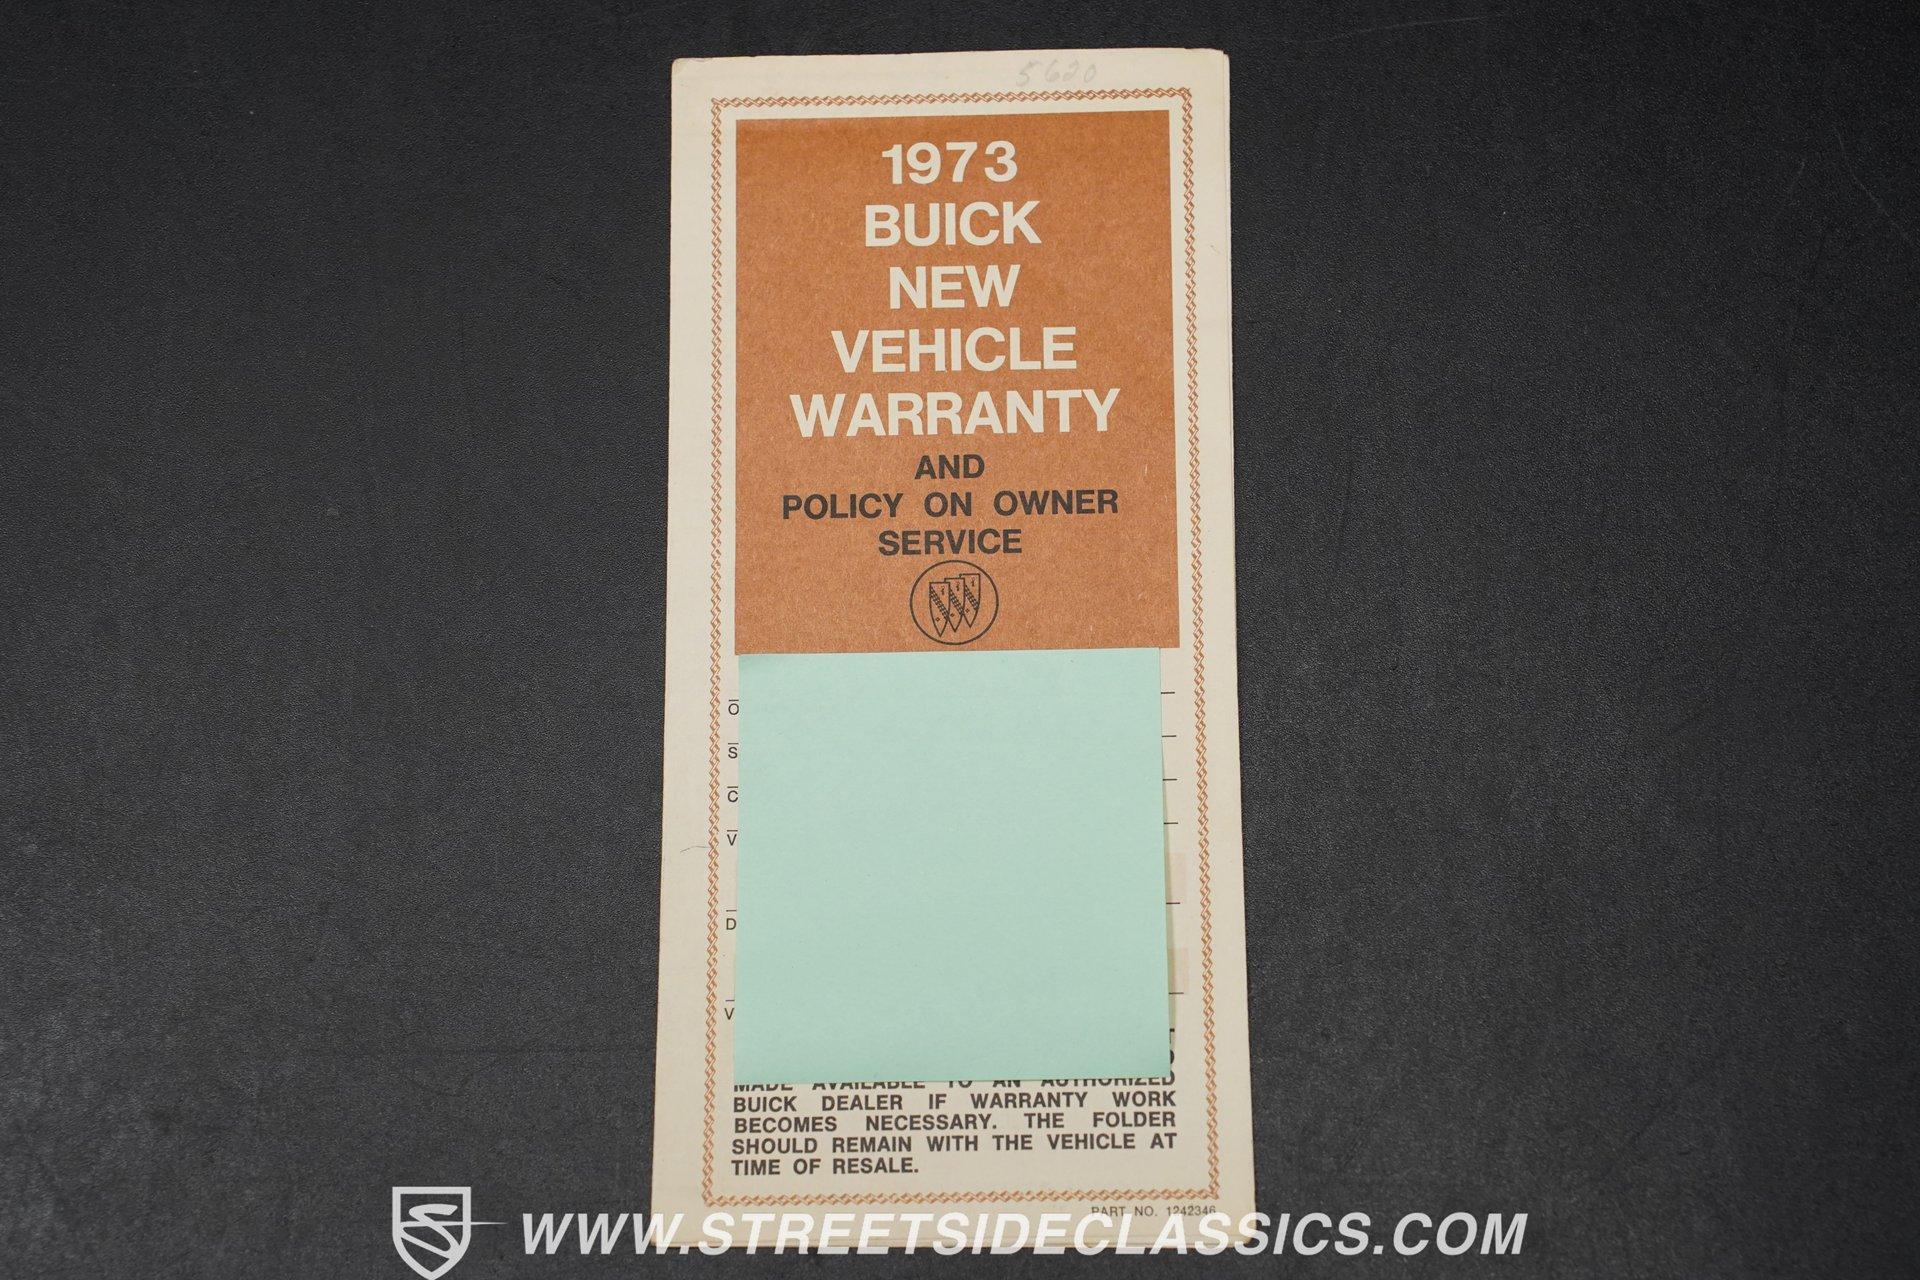 5620
1973
BUICK
NEW
VEHICLE
WARRANTY
AND
POLICY ON OWNER
SERVICE
O
S
C
V
D
V
MADE AVAILABLE TO AN AUTHORIZED
BUICK DEALER IF WARRANTY WORK
BECOMES NECESSARY. THE FOLDER
SHOULD REMAIN WITH THE VEHICLE AT
TIME OF RESALE.
PART NO. 1242346
WWW.STREETSIDECLASSICS.COM